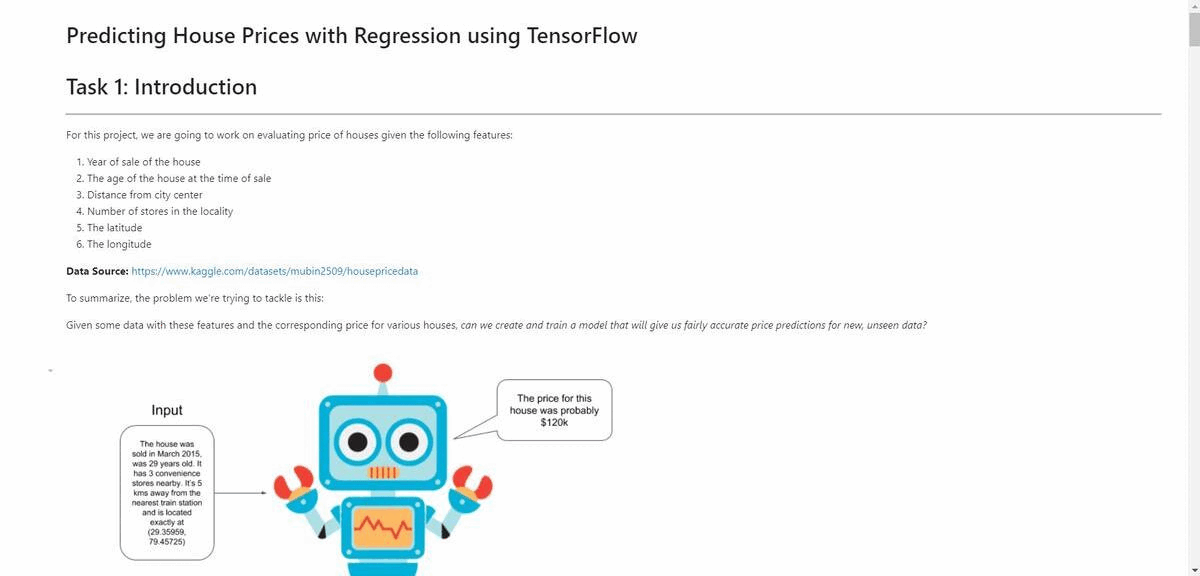 Predicting House Prices with Regression using TensorFlow
Task 1: Introduction
For this project, we are going to work on evaluating price of houses given the following features:
1. Year of sale of the house
2. The age of the house at the time of sale
3. Distance from city center
4. Number of stores in the locality
5. The latitude
6. The longitude
Data Source: https://www.kaggle.com/datasets/mubin2509/housepricedata
To summarize, the problem we're trying to tackle is this:
Given some data with these features and the corresponding price for various houses, can we create and train a model that will give us fairly accurate price predictions for new, unseen data?
Input
The house was
sold in March 2015,
was 29 years old. It
has 3 convenience
stores nearby. It's 5
kms away from the
nearest train station
and is located
exactly at
(29.35959,
79.45725)
The price for this
house was probably
$120k